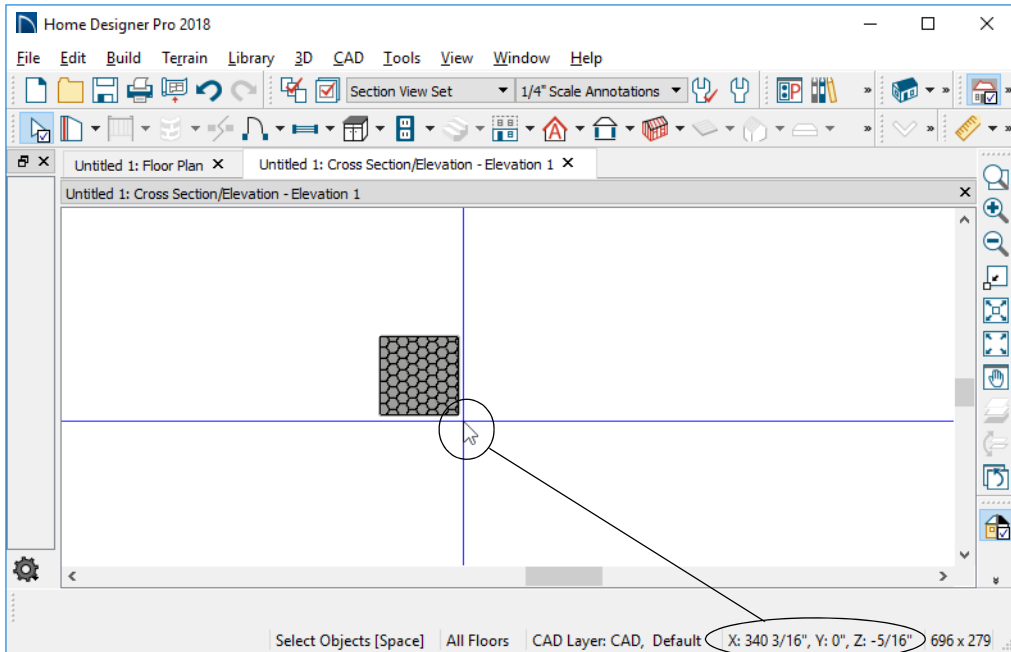 Home Designer Pro 2018
File Edit Build Terrain Library 3D CAD Tools View Window Help
Section View Set 1/4" Scale Annotations
Untitled 1: Floor Plan Untitled 1: Cross Section/Elevation - Elevation 1
Untitled 1: Cross Section/Elevation - Elevation 1
Select Objects [Space] All Floors CAD Layer: CAD, Default X: 340 3/16", Y: 0", Z: -5/16" 696 x 279